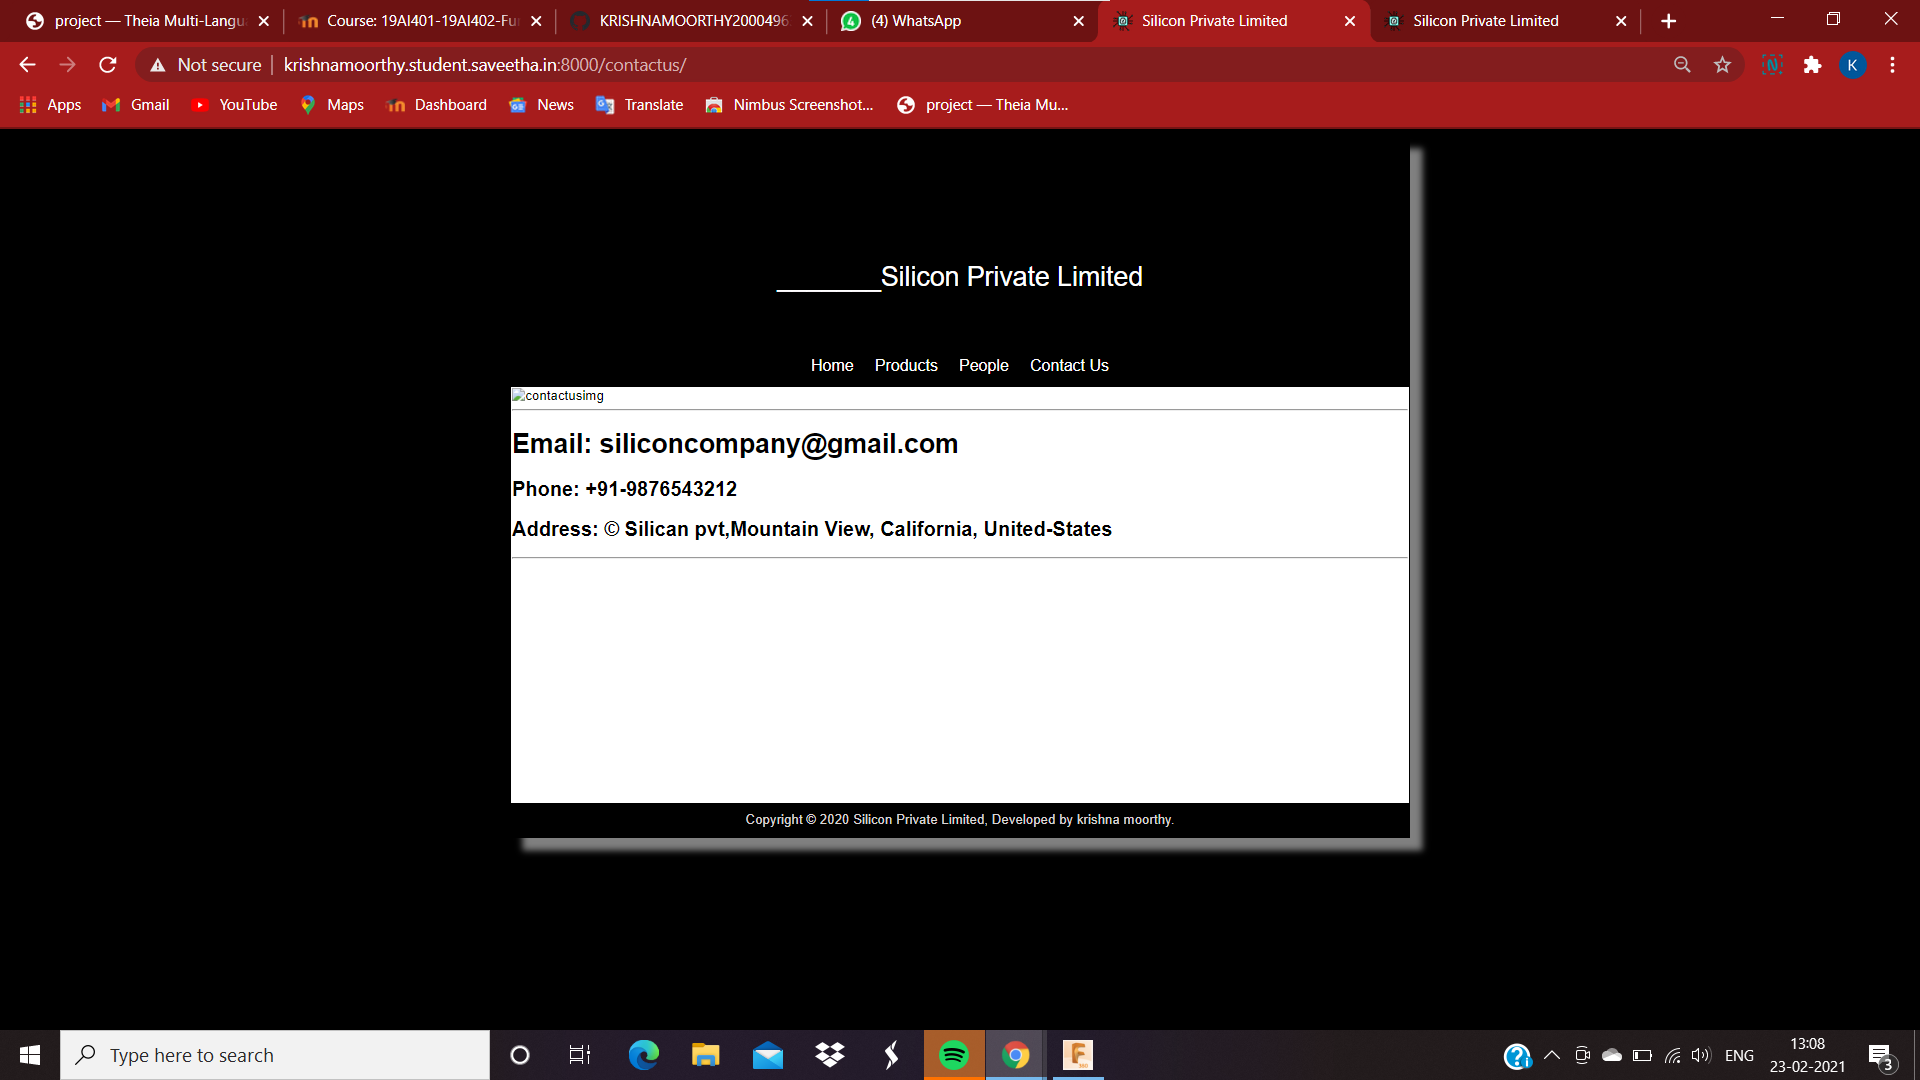 project — Theia Multi-Langu
Course: 19AI401-19AI402-Fu
KRISHNAMOORTHY2000496
(4) WhatsApp
Silicon Private Limited
Silicon Private Limited
Not secure
krishnamoorthy.student.saveetha.in:8000/contactus/
K
Apps
Gmail
YouTube
Maps
Dashboard
News
Translate
Nimbus Screenshot...
project — Theia Mu...
________Silicon Private Limited
Home Products People Contact Us
contactusimg
Email: siliconcompany@gmail.com
Phone: +91-9876543212
Address: © Silican pvt,Mountain View, California, United-States
Copyright © 2020 Silicon Private Limited, Developed by krishna moorthy.
Type here to search
ENG
13:08
23-02-2021
3